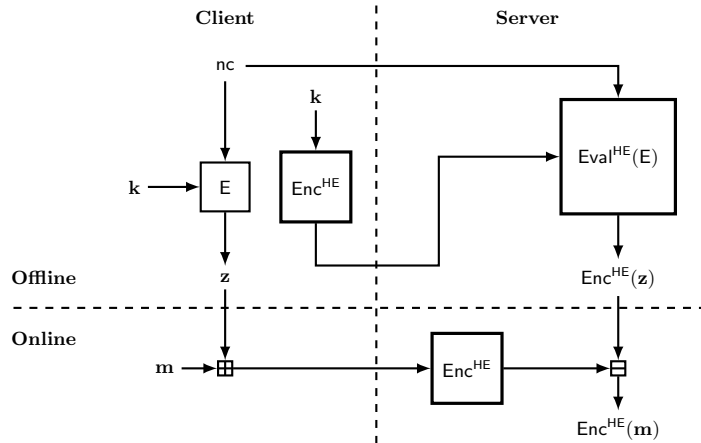 Client
Server
nc
k
Eval^HE(E)
k
E
Enc^HE
Offline
z
Enc^HE(z)
Online
m
⊞
Enc^HE
⊟
Enc^HE(m)